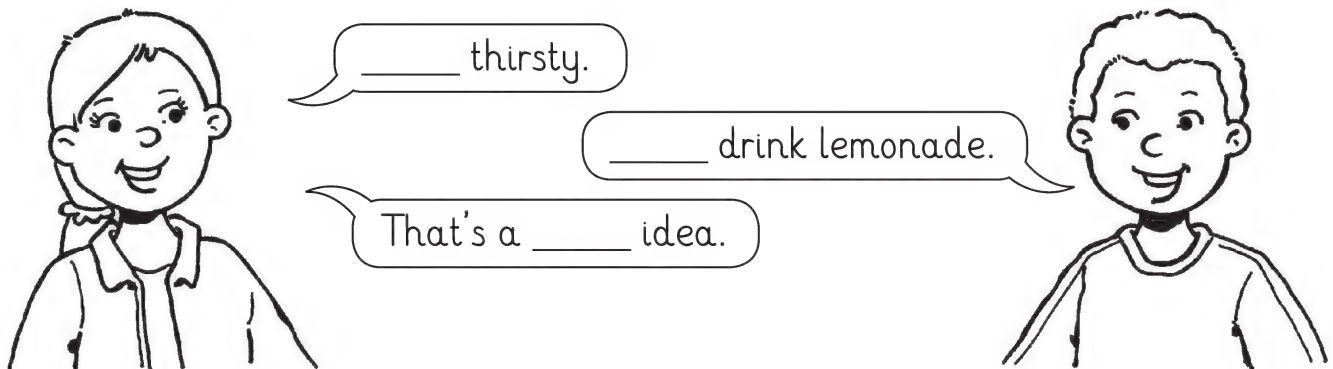 _____ thirsty.
_____ drink lemonade.
That's a _____ idea.